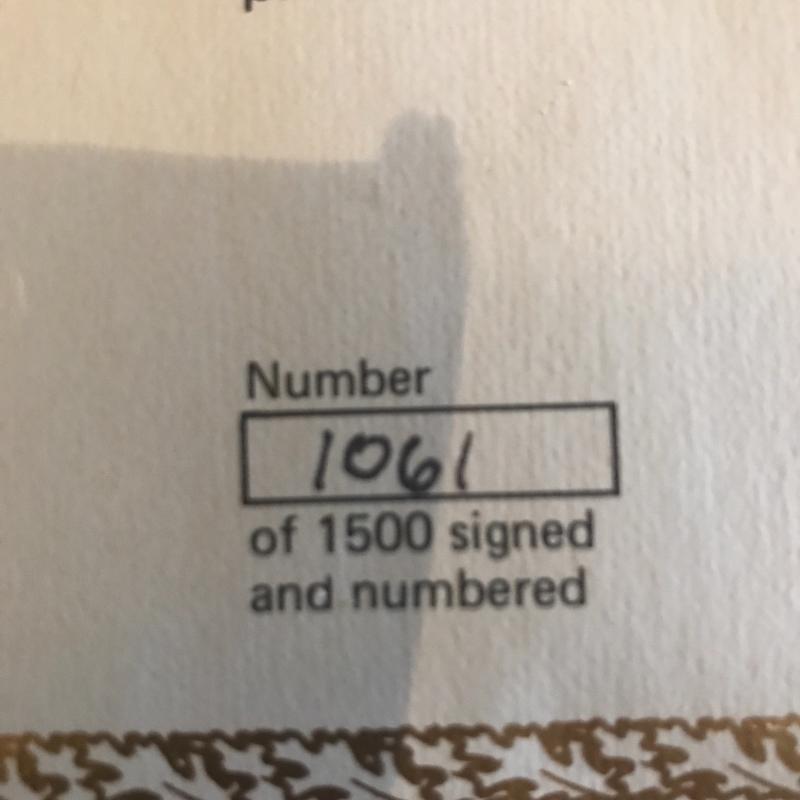 Number
1061
of 1500 signed
and numbered